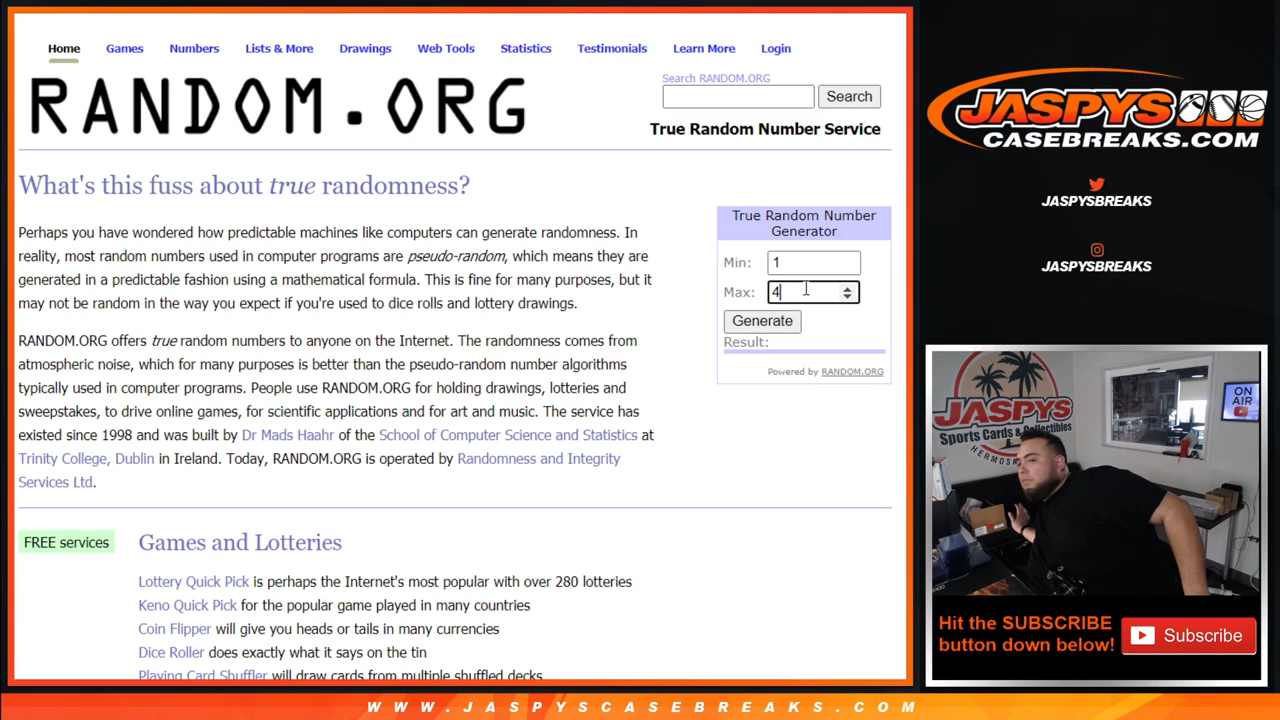 Home Games Numbers Lists & More Drawings Web Tools Statistics Testimonials Learn More Login
RANDOM.ORG
Search RANDOM.ORG
Search
True Random Number Service
What's this fuss about true randomness?
Perhaps you have wondered how predictable machines like computers can generate randomness. In
reality, most random numbers used in computer programs are pseudo-random, which means they are
generated in a predictable fashion using a mathematical formula. This is fine for many purposes, but it
may not be random in the way you expect if you're used to dice rolls and lottery drawings.
RANDOM.ORG offers true random numbers to anyone on the Internet. The randomness comes from
atmospheric noise, which for many purposes is better than the pseudo-random number algorithms
typically used in computer programs. People use RANDOM.ORG for holding drawings, lotteries and
sweepstakes, to drive online games, for scientific applications and for art and music. The service has
existed since 1998 and was built by Dr Mads Haahr of the School of Computer Science and Statistics at
Trinity College, Dublin in Ireland. Today, RANDOM.ORG is operated by Randomness and Integrity
Services Ltd.
True Random Number
Generator
Min: 1
Max: 4
Generate
Result:
Powered by RANDOM.ORG
FREE services
Games and Lotteries
Lottery Quick Pick is perhaps the Internet's most popular with over 280 lotteries
Keno Quick Pick for the popular game played in many countries
Coin Flipper will give you heads or tails in many currencies
Dice Roller does exactly what it says on the tin
Playing Card Shuffler will draw cards from multiple shuffled decks
JASPYS
CASEBREAKS.COM
JASPYSBREAKS
JASPYSBREAKS
JASPYS
Sports Cards & Collectibles
ON
AIR
Hit the SUBSCRIBE
button down below!
Subscribe
WWW.JASPYSCASEBREAKS.COM